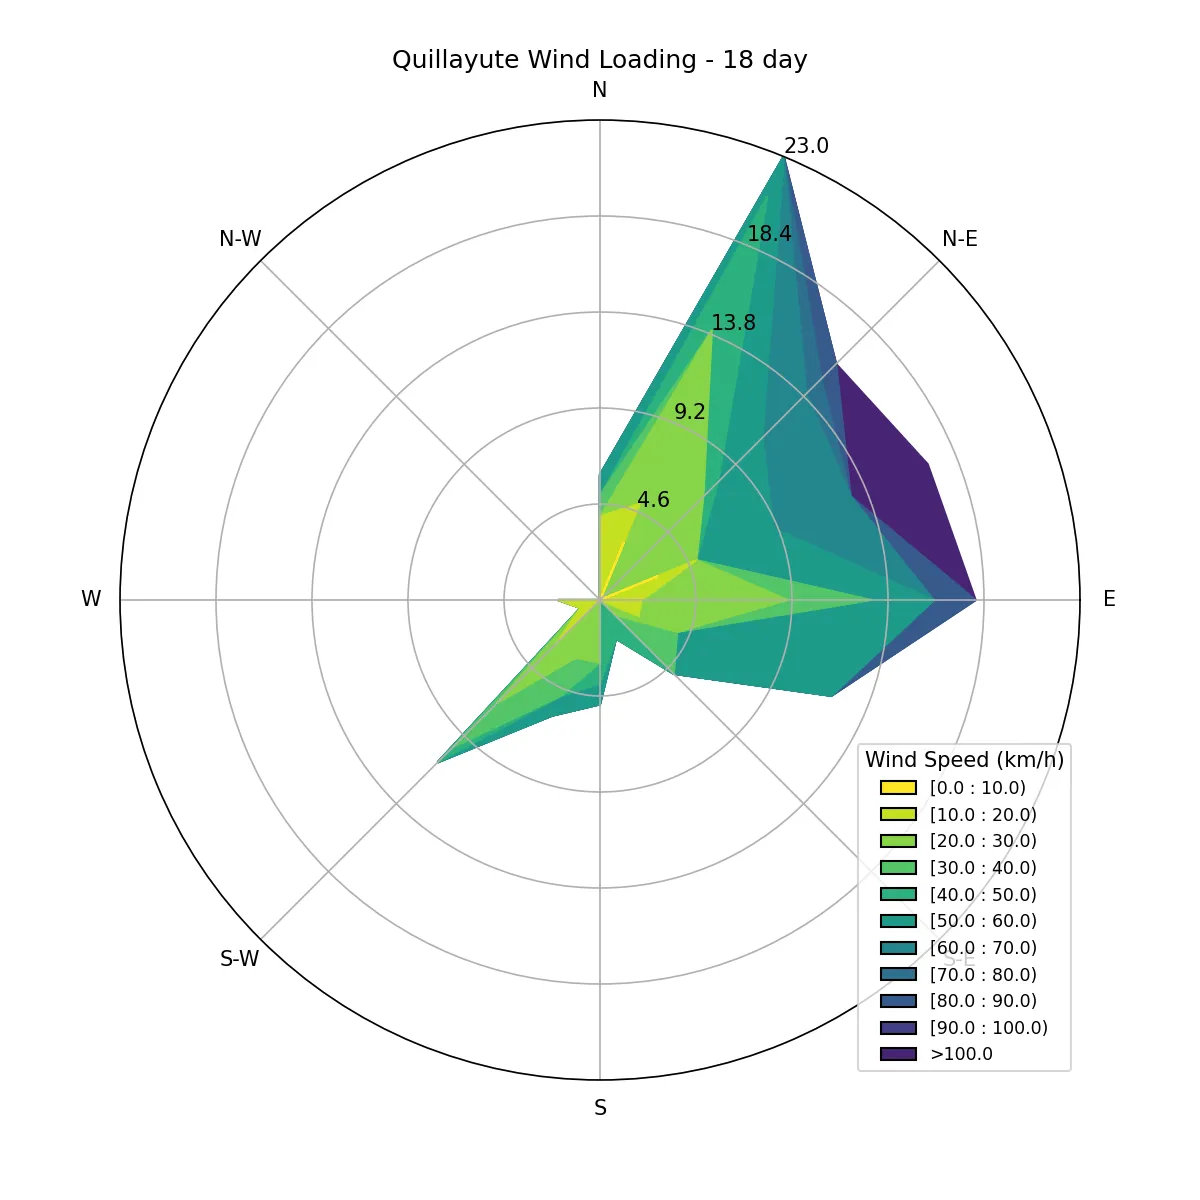 Quillayute Wind Loading - 18 day
N
23.0
18.4
N-W
N-E
13.8
9.2
4.6
W
E
S-W
S-E
S
Wind Speed (km/h)
[0.0 : 10.0)
[10.0 : 20.0)
[20.0 : 30.0)
[30.0 : 40.0)
[40.0 : 50.0)
[50.0 : 60.0)
[60.0 : 70.0)
[70.0 : 80.0)
[80.0 : 90.0)
[90.0 : 100.0)
>100.0